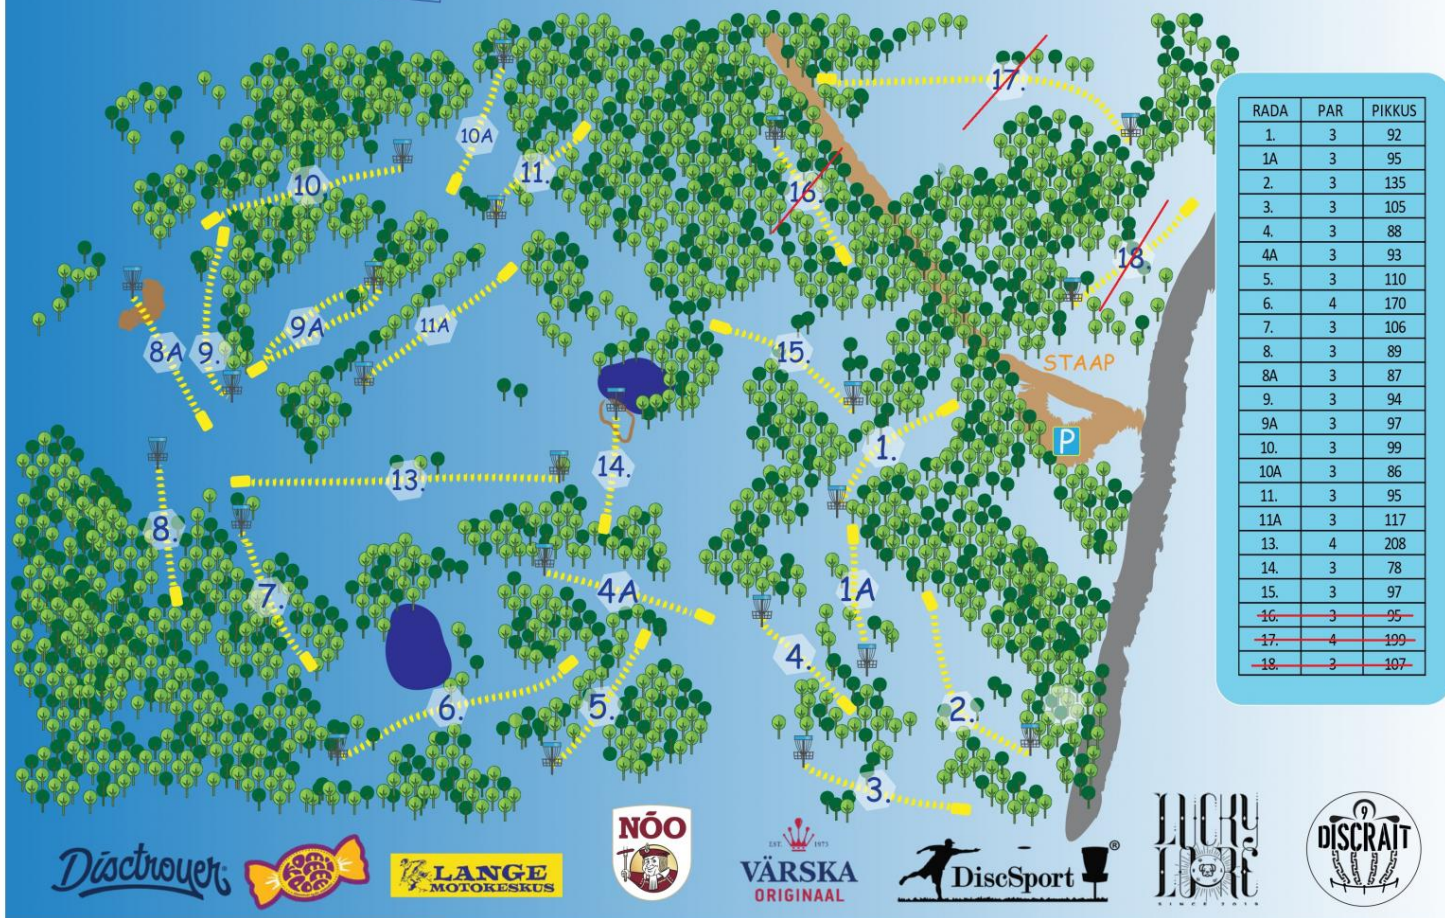 17.
10A
11.
10
16.
18.
9A
11A
8A
9.
15.
STAAP
P
1.
14.
13.
8.
7.
4A
1A
4.
6.
5.
2.
3.
RADA PAR PIKKUS
1. 3 92
1A 3 95
2. 3 135
3. 3 105
4. 3 88
4A 3 93
5. 3 110
6. 4 170
7. 3 106
8. 3 89
8A 3 87
9. 3 94
9A 3 97
10. 3 99
10A 3 86
11. 3 95
11A 3 117
13. 4 208
14. 3 78
15. 3 97
16. 3 95
17. 4 199
18. 3 107
Disctroyer
LANGE
MOTOKESKUS
NÕO
EST. 1973
VÄRSKA
ORIGINAAL
DiscSport ®
LUCKY
LURE
SINCE 2018
DISCRAIT